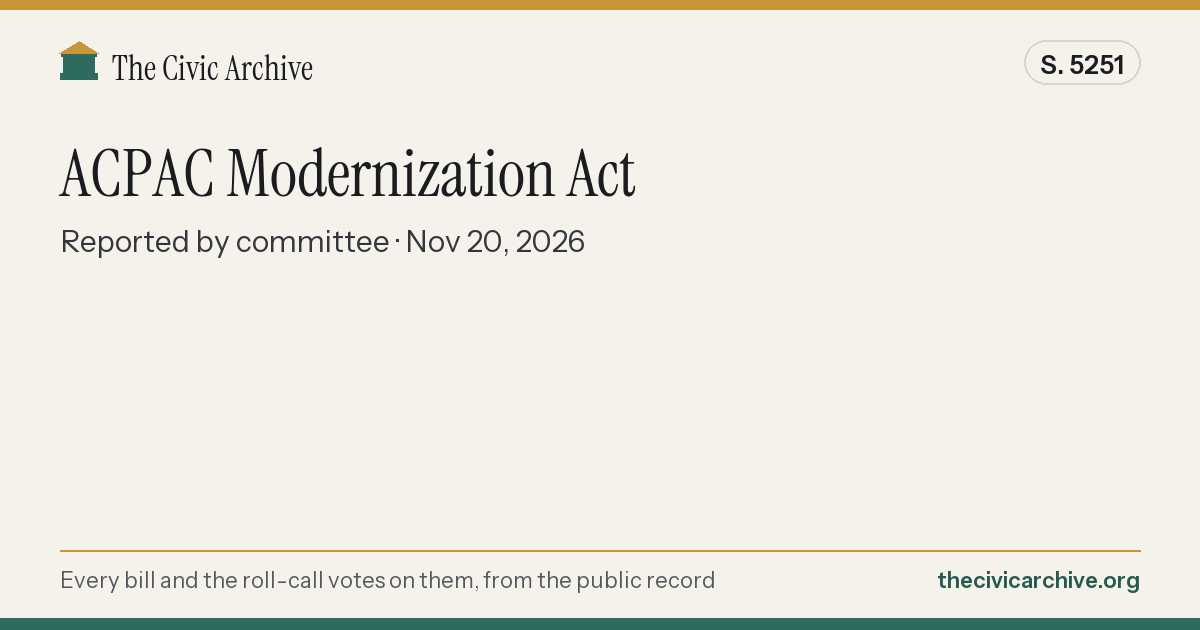 The Civic Archive
S. 5251
ACPAC Modernization Act
Reported by committee · Nov 20, 2026
Every bill and the roll-call votes on them, from the public record
thecivicarchive.org